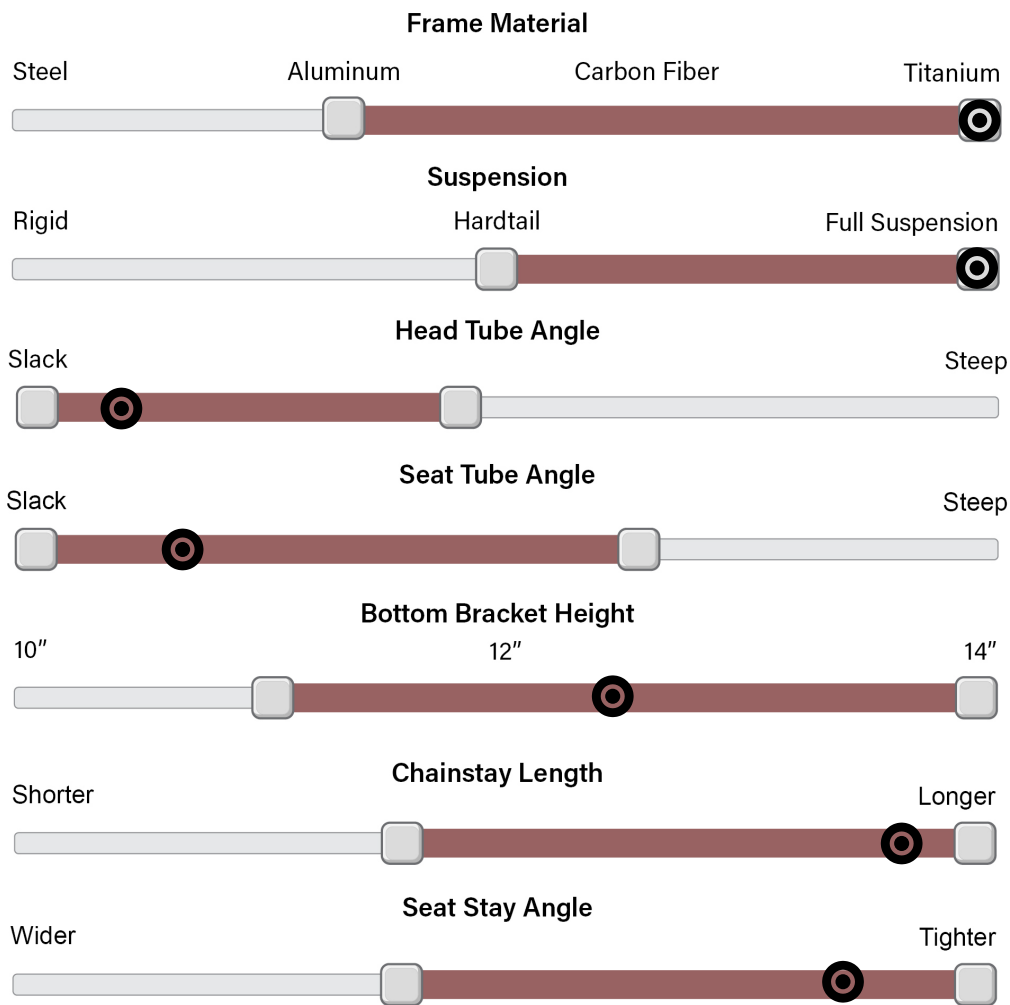 Frame Material
Steel Aluminum Carbon Fiber Titanium
Suspension
Rigid Hardtail Full Suspension
Head Tube Angle
Slack Steep
Seat Tube Angle
Slack Steep
Bottom Bracket Height
10” 12” 14”
Chainstay Length
Shorter Longer
Seat Stay Angle
Wider Tighter